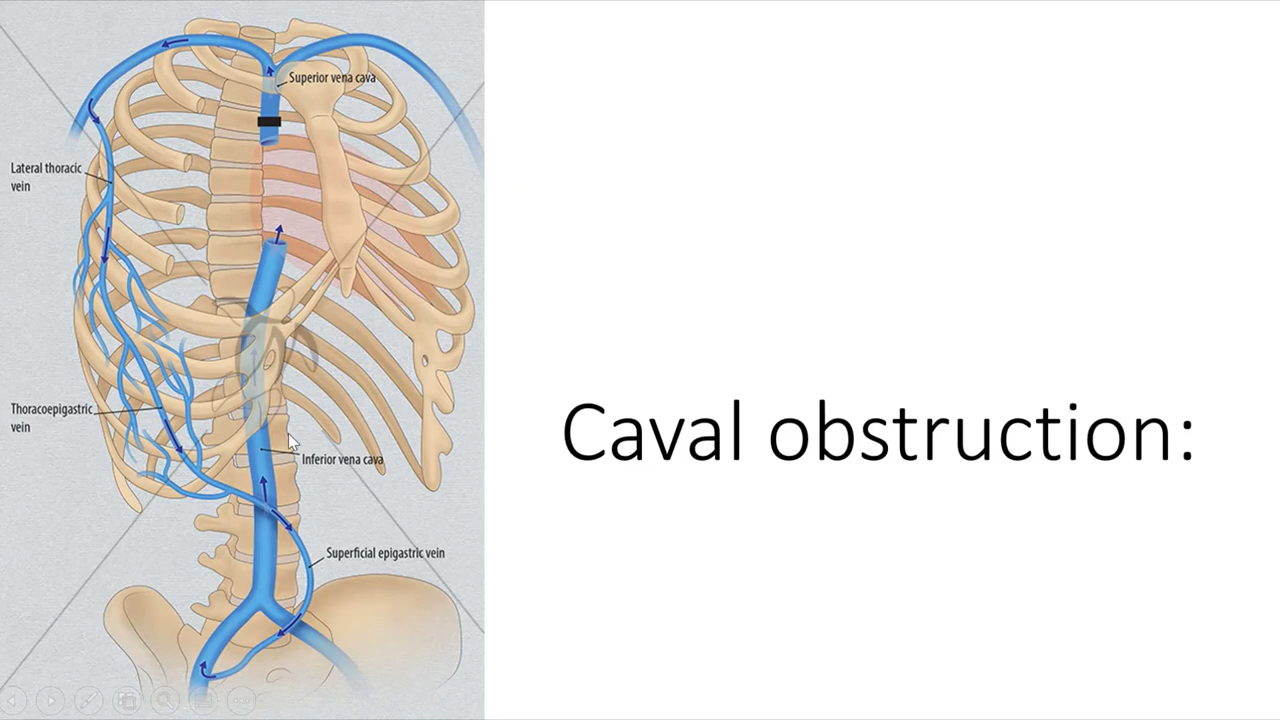 Superior vena cava
Lateral thoracic
vein
Thoracoepigastric
vein
Inferior vena cava
Superficial epigastric vein
Caval obstruction: